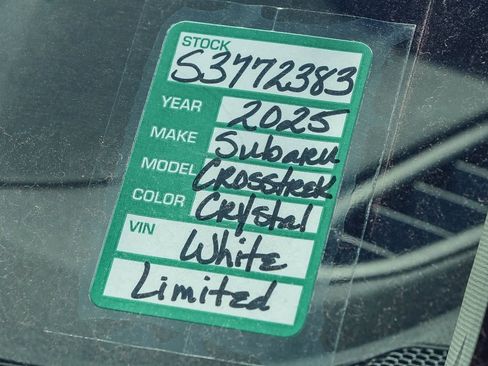 STOCK
S3772383
YEAR 2025
MAKE Subaru
MODEL Crosstrek
COLOR Crystal
VIN White
Limited